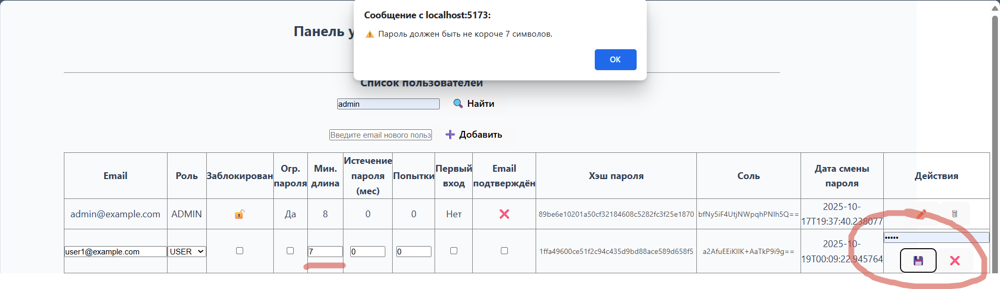 Сообщение с localhost:5173:
Пароль должен быть не короче 7 символов.
OK
Панель у
Список пользователей
admin
Найти
Введите email нового польз
Добавить
Email Роль Заблокирован Огр. пароля Мин. длина Истечение пароля (мес) Попытки Первый вход Email подтверждён Хэш пароля Соль Дата смены пароля Действия
admin@example.com ADMIN Да 8 0 0 Нет 89be6e10201a50cf32184608c5282fc3f25e1870 bfNy5iF4UtjNWpqhPNIh5Q== 2025-10-17T19:37:40.238077
user1@example.com USER 7 0 0 1ffa49600ce51f2c94c435d9bd88ace589d658f5 a2AfuEEiKIIK+AaTkP9i9g== 2025-10-19T00:09:22.945764 •••••